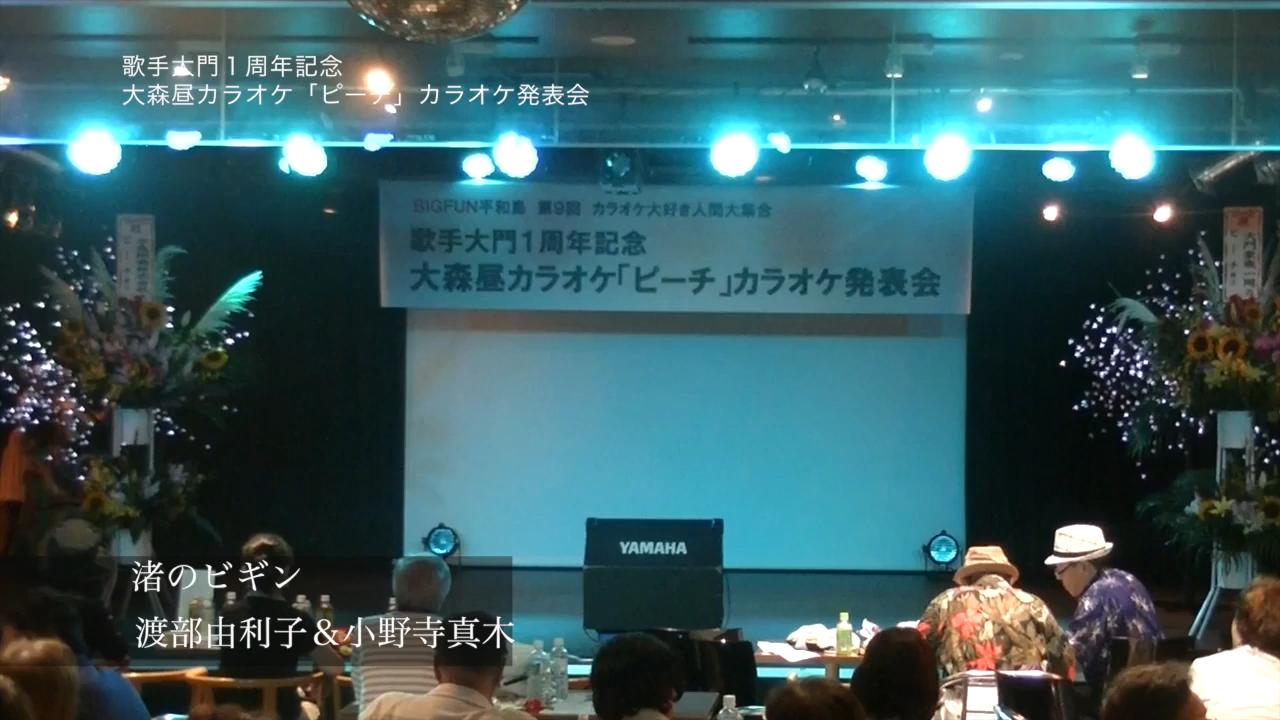 歌手大門１周年記念
大森昼カラオケ「ピーチ」カラオケ発表会
BIGFUN平和島 第9回 カラオケ大好き人間大集合
歌手大門1周年記念
大森昼カラオケ「ピーチ」カラオケ発表会
YAMAHA
渚のビギン
渡部由利子＆小野寺真木